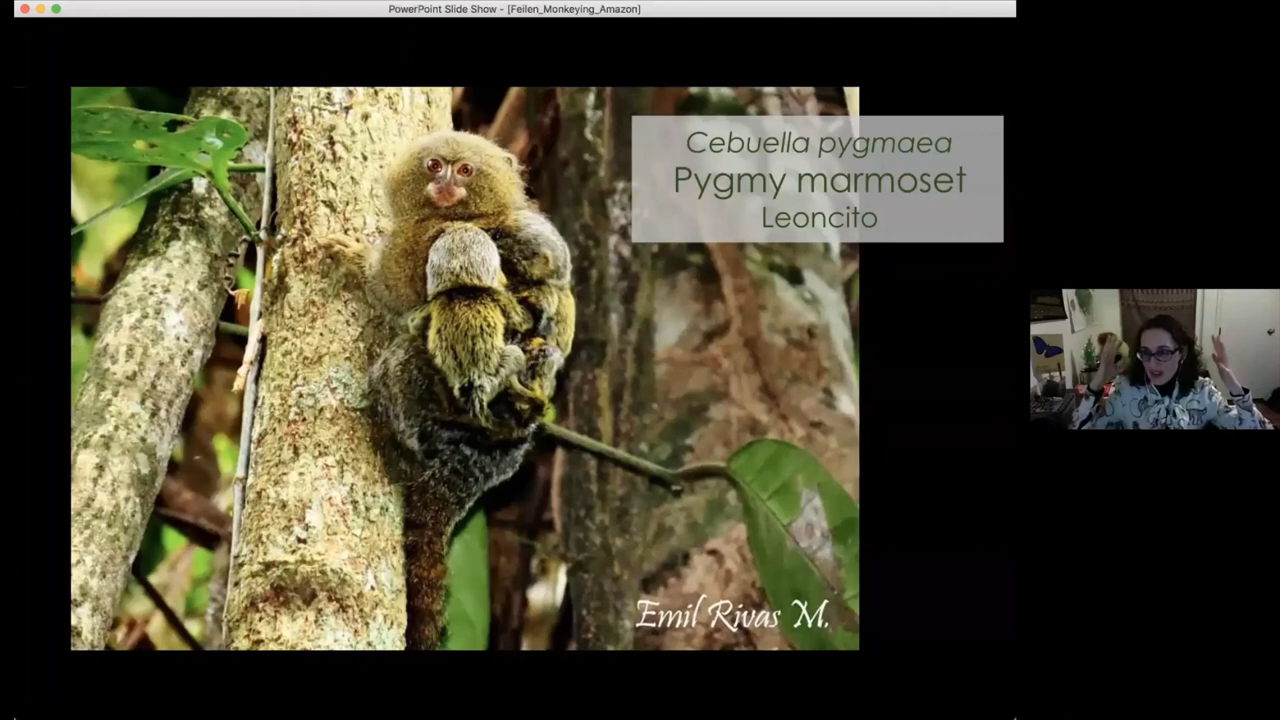 PowerPoint Slide Show - [Feilen_Monkeying_Amazon]
Cebuella pygmaea
Pygmy marmoset
Leoncito
Emil Rivas M.